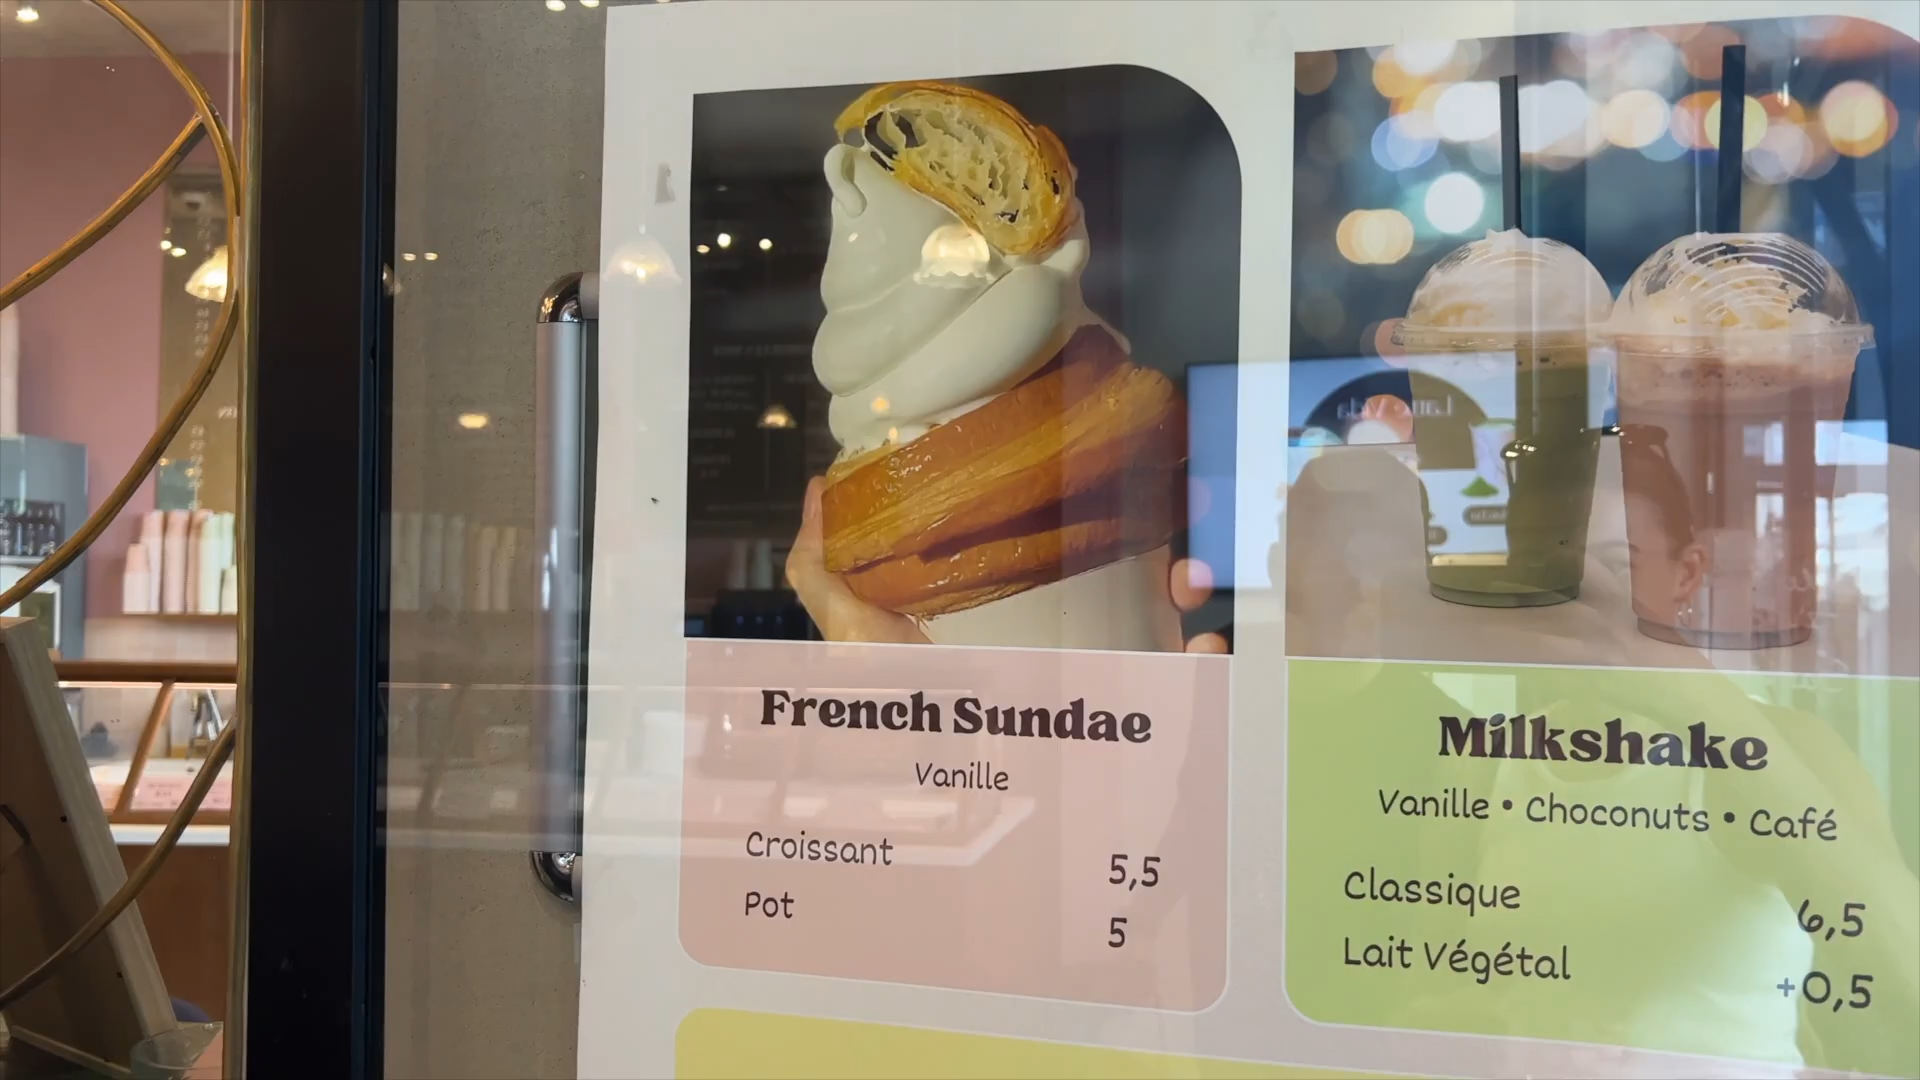 French Sundae
Vanille
Croissant 5,5
Pot 5
Milkshake
Vanille • Choconuts • Café
Classique 6,5
Lait Végétal +0,5